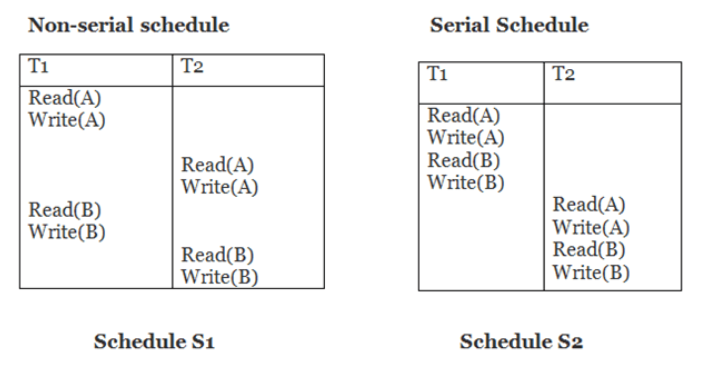 Non-serial schedule
T1 T2
Read(A)
Write(A)
Read(A)
Write(A)
Read(B)
Write(B)
Read(B)
Write(B)
Schedule S1
Serial Schedule
T1 T2
Read(A)
Write(A)
Read(B)
Write(B)
Read(A)
Write(A)
Read(B)
Write(B)
Schedule S2